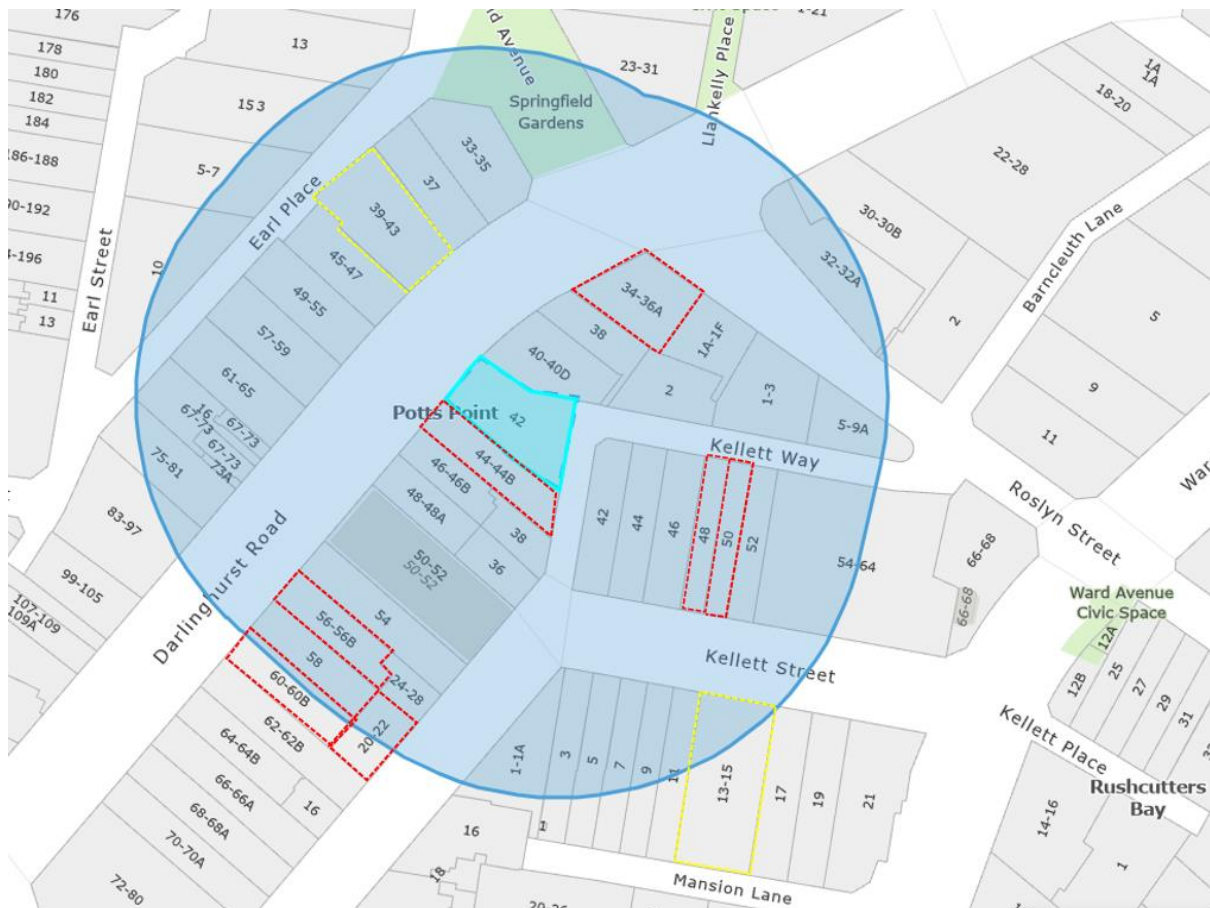 176
178
180
182
184
186-188
90-192
94-196
11
13
Earl Street
13
15 3
5-7
10
Earl Place
d Avenue
Springfield
Gardens
23-31
Llankelly Place
1-21
1A
1A
18-20
22-28
30-30B
32-32A
2
Barncleuth Lane
5
9
11
33-35
37
39-43
45-47
49-55
57-59
61-65
16
67-73
67-73
67-73
73A
75-81
83-97
99-105
107-109
109A
34-36A
38
40-40D
1A-1F
2
1-3
5-9A
Potts Point
42
44-44B
46-46B
48-48A
38
36
50-52
50-52
54
56-56B
58
24-28
60-60B
20-22
62-62B
64-64B
66-66A
16
68-68A
70-70A
72-80
Darlinghurst Road
Kellett Way
42
44
46
48
50
52
54-64
66-68
66-68
Roslyn Street
Ward Avenue
Civic Space
12A
12B
25
27
29
31
Kellett Street
1-1A
3
5
7
9
11
13-15
17
19
21
1
16
18
Mansion Lane
Kellett Place
Rushcutters
Bay
14-16
1